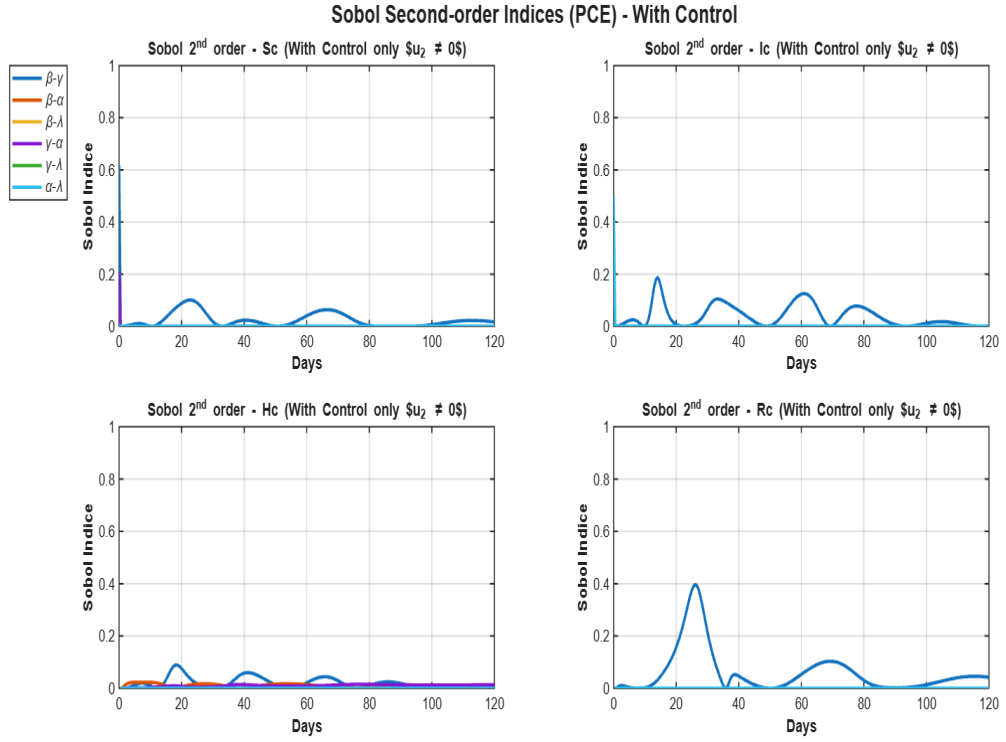 Sobol Second-order Indices (PCE) - With Control
Sobol 2nd order - Sc (With Control only $u2 ≠ 0$)
Sobol 2nd order - Ic (With Control only $u2 ≠ 0$)
β-γ
β-α
β-λ
γ-α
γ-λ
α-λ
1
0.8
0.6
0.4
0.2
0
Sobol Indice
0 20 40 60 80 100 120
Days
1
0.8
0.6
0.4
0.2
0
Sobol Indice
0 20 40 60 80 100 120
Days
Sobol 2nd order - Hc (With Control only $u2 ≠ 0$)
Sobol 2nd order - Rc (With Control only $u2 ≠ 0$)
1
0.8
0.6
0.4
0.2
0
Sobol Indice
0 20 40 60 80 100 120
Days
1
0.8
0.6
0.4
0.2
0
Sobol Indice
0 20 40 60 80 100 120
Days